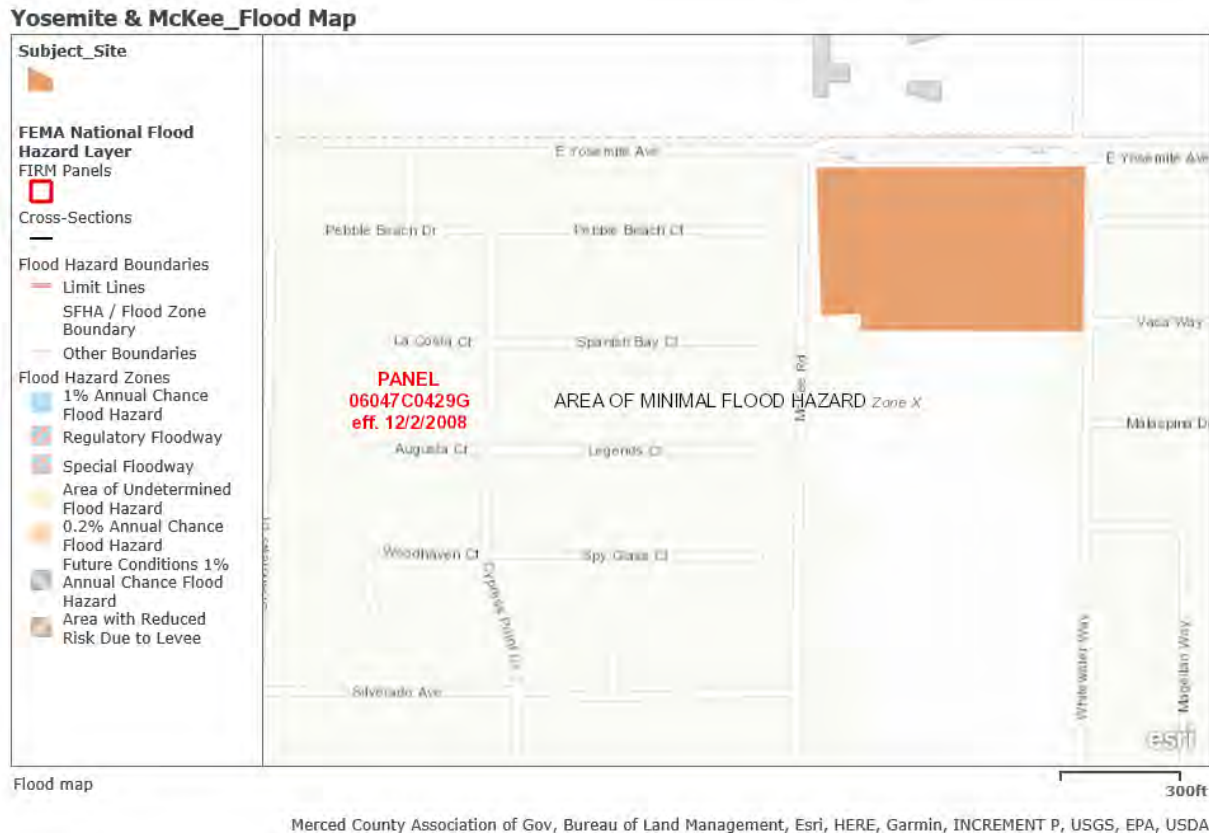 Yosemite & McKee_Flood Map
Subject_Site
FEMA National Flood
Hazard Layer
FIRM Panels
Cross-Sections
Flood Hazard Boundaries
Limit Lines
SFHA / Flood Zone
Boundary
Other Boundaries
Flood Hazard Zones
1% Annual Chance
Flood Hazard
Regulatory Floodway
Special Floodway
Area of Undetermined
Flood Hazard
0.2% Annual Chance
Flood Hazard
Future Conditions 1%
Annual Chance Flood
Hazard
Area with Reduced
Risk Due to Levee
E Yosemite Ave
E Yosemite Ave
Pebble Beach Dr
Pebble Beach Ct
La Costa Ct
Spanish Bay Ct
Vaca Way
PANEL
06047C0429G
eff. 12/2/2008
AREA OF MINIMAL FLOOD HAZARD Zone X
McKee Rd
Augusta Ct
Legends Ct
Malaspina Dr
Woodhaven Ct
Spy Glass Ct
Cypress Point Dr
Silverado Ave
Whitewater Way
Magellan Way
esri
Flood map
300ft
Merced County Association of Gov, Bureau of Land Management, Esri, HERE, Garmin, INCREMENT P, USGS, EPA, USDA